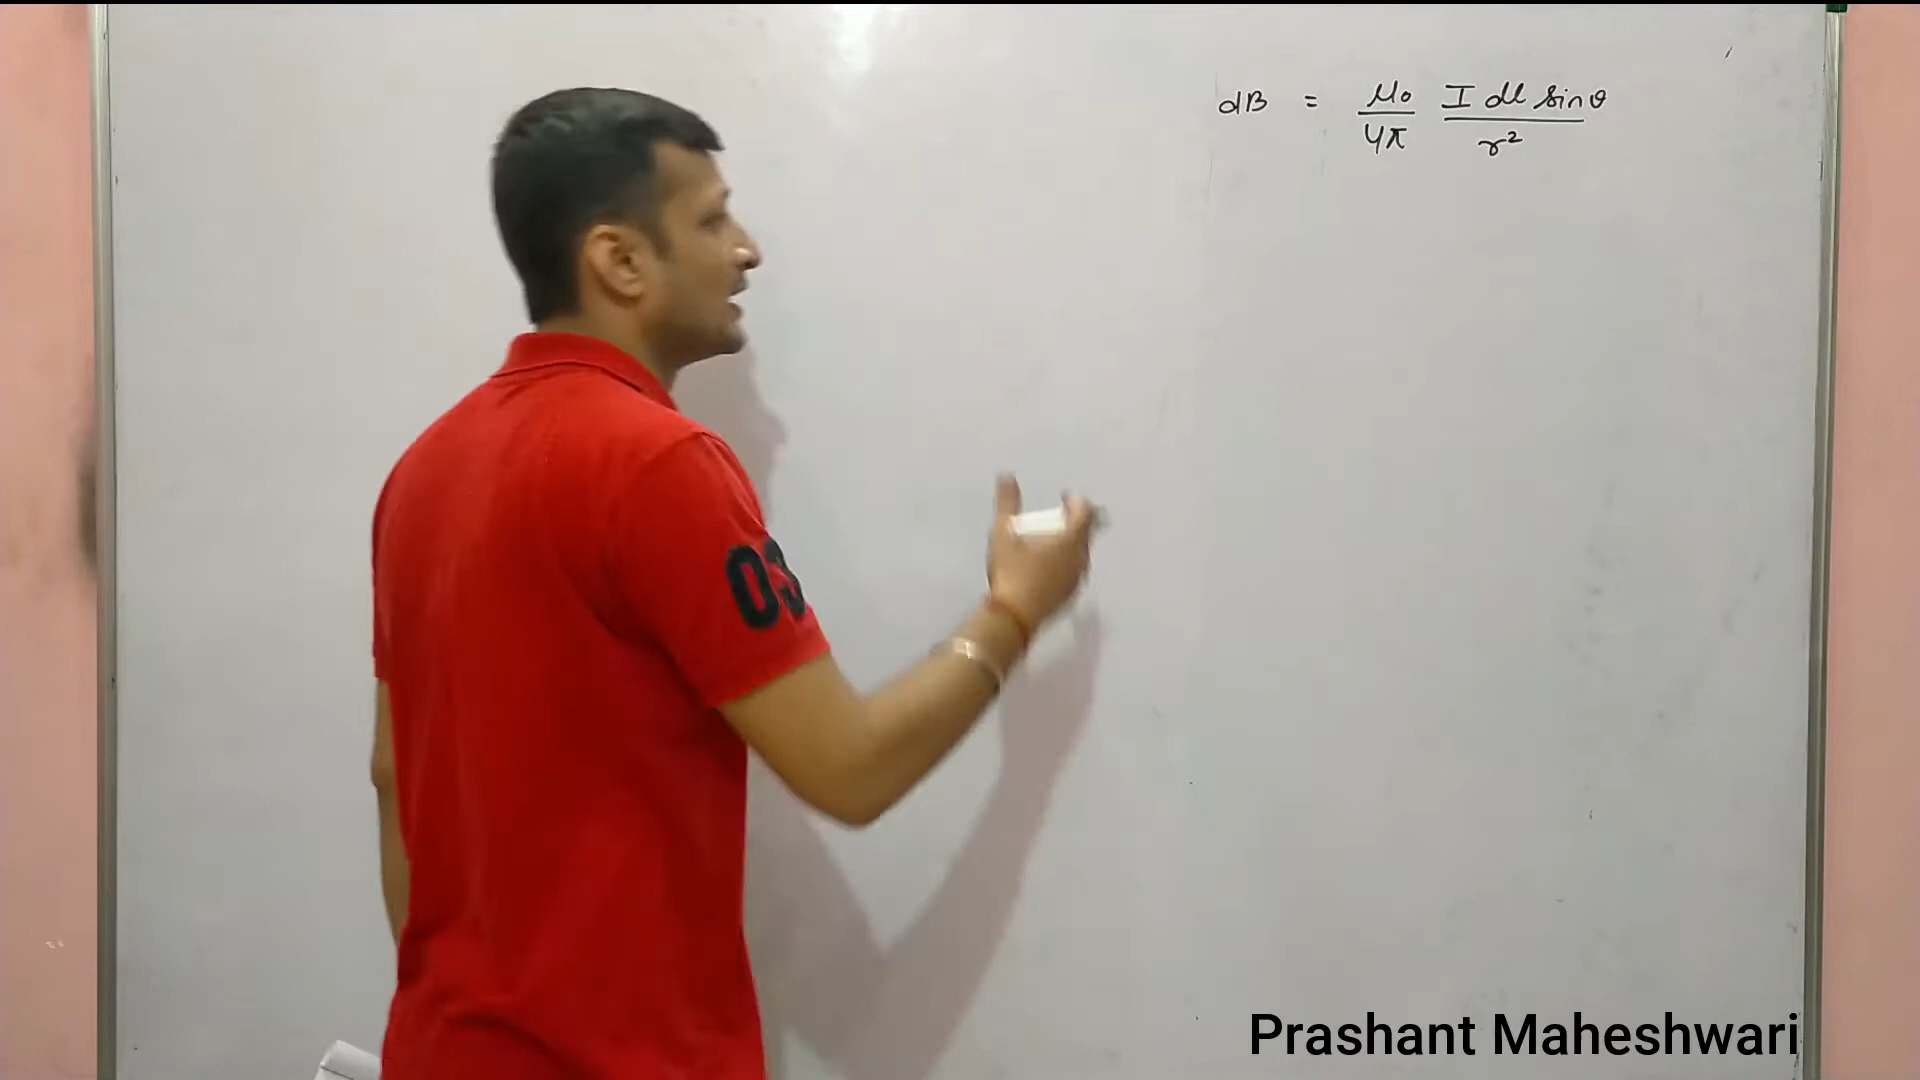 dB = μ₀/4π I dl sinθ/r²
03
Prashant Maheshwari